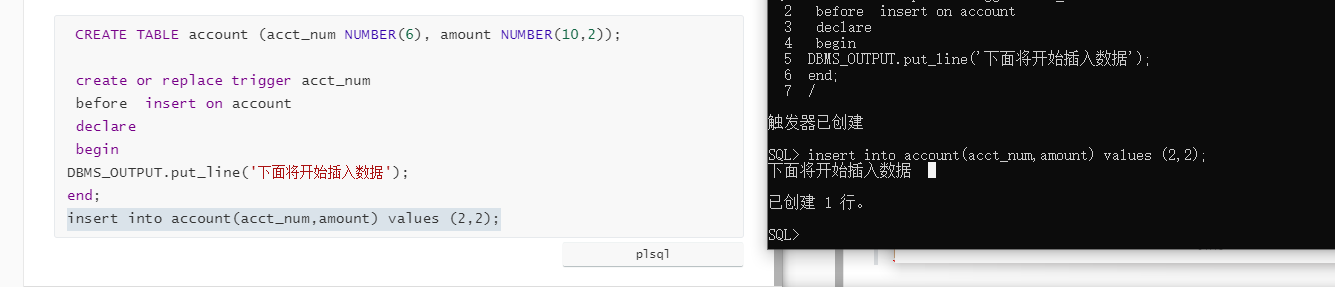 CREATE TABLE account (acct_num NUMBER(6), amount NUMBER(10,2));
create or replace trigger acct_num
before  insert on account
declare
begin
DBMS_OUTPUT.put_line('下面将开始插入数据');
end;
insert into account(acct_num,amount) values (2,2);
plsql
2  before  insert on account
3  declare
4  begin
5  DBMS_OUTPUT.put_line('下面将开始插入数据');
6  end;
7  /
触发器已创建
SQL> insert into account(acct_num,amount) values (2,2);
下面将开始插入数据
已创建 1 行。
SQL>